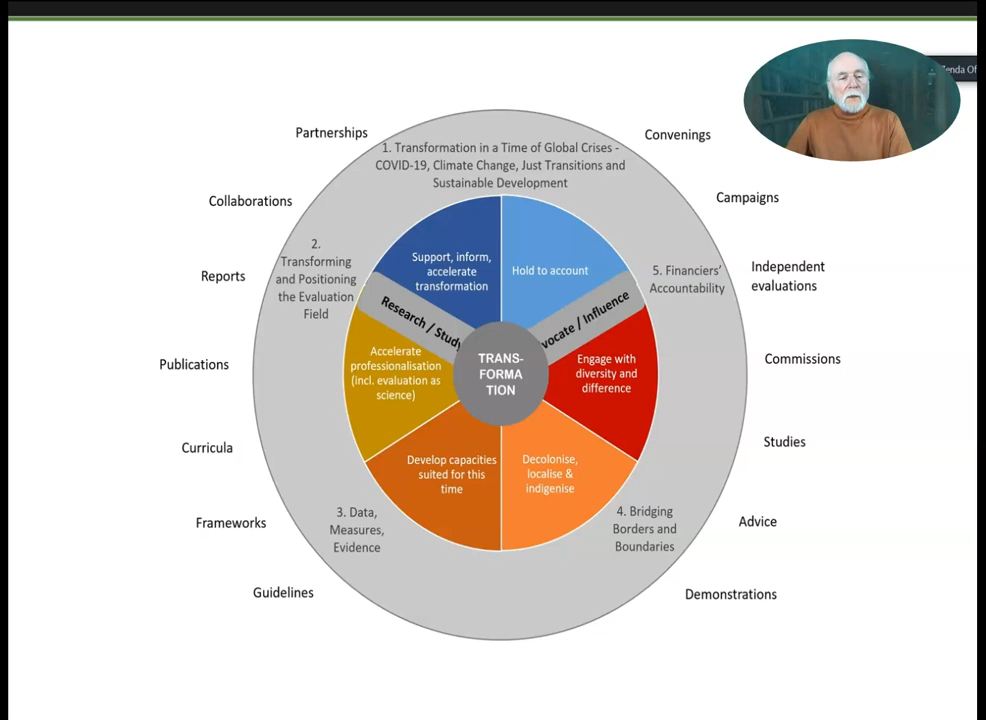 Zenda Of
Partnerships
Convenings
1. Transformation in a Time of Global Crises -
COVID-19, Climate Change, Just Transitions and
Sustainable Development
Collaborations
Campaigns
2.
Transforming
and Positioning
the Evaluation
Field
Support, inform,
accelerate
transformation
Hold to account
5. Financiers’
Accountability
Independent
evaluations
Reports
Research / Study
vocate / Influence
Publications
Accelerate
professionalisation
(incl. evaluation as
science)
TRANS-
FORMA
TION
Engage with
diversity and
difference
Commissions
Curricula
Studies
Develop capacities
suited for this
time
Decolonise,
localise &
indigenise
Frameworks
3. Data,
Measures,
Evidence
4. Bridging
Borders and
Boundaries
Advice
Guidelines
Demonstrations